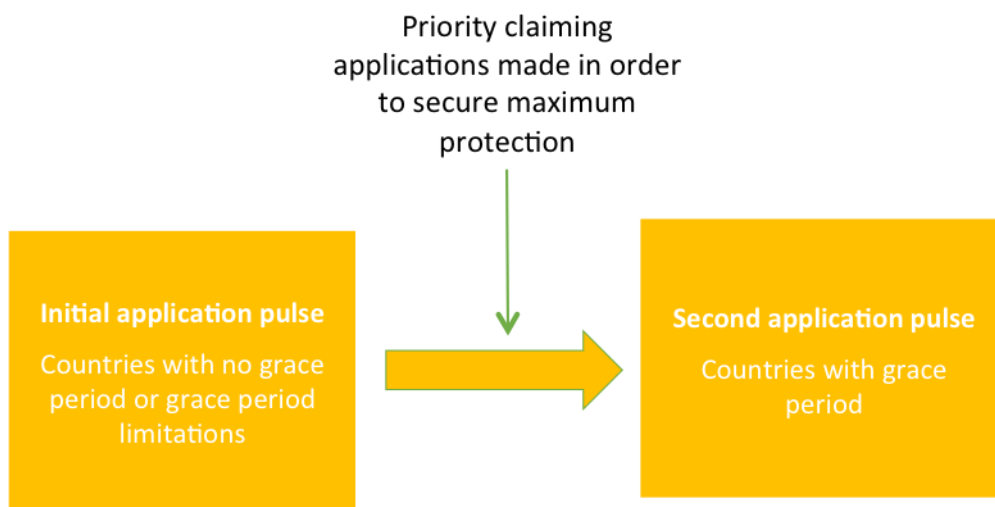 Priority claiming
applications made in order
to secure maximum
protection
Initial application pulse
Countries with no grace
period or grace period
limitations
Second application pulse
Countries with grace
period